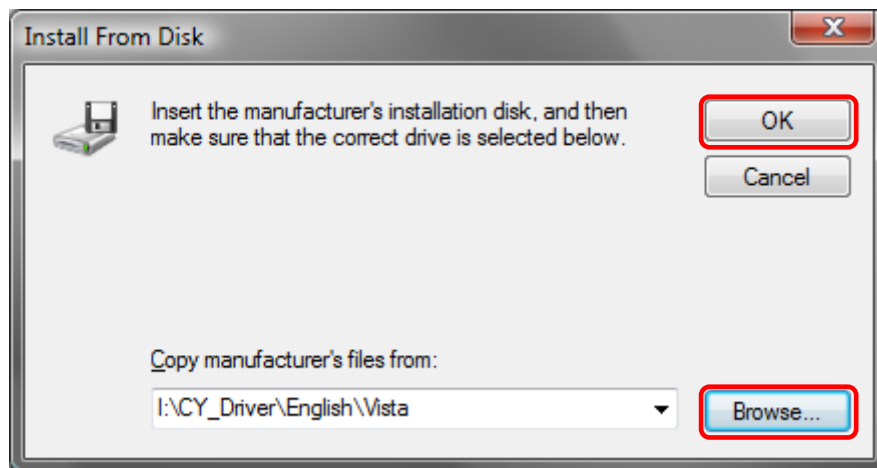 Install From Disk
Insert the manufacturer's installation disk, and then
make sure that the correct drive is selected below.
OK
Cancel
Copy manufacturer's files from:
I:\CY_Driver\English\Vista
Browse...